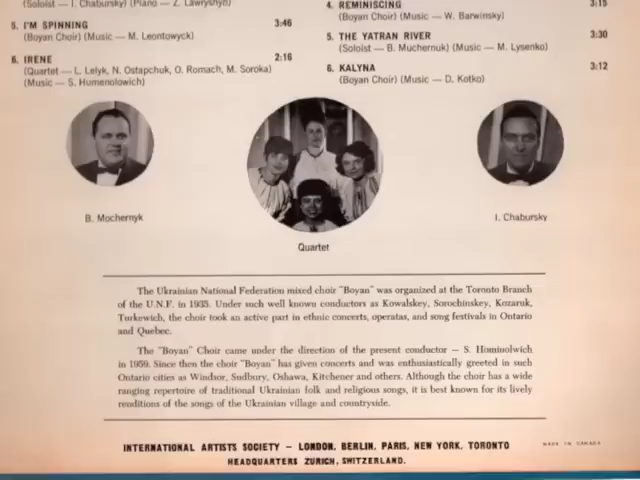 (Soloist — I. Chabursky) (Piano — Z. Lawryshyn)
5. I'M SPINNING 3:46
(Boyan Choir) (Music — M. Leontowyck)
6. IRENE 2:16
(Quartet — L. Lelyk, N. Ostapchuk, O. Romach, M. Soroka)
(Music — S. Humenolowich)
4. REMINISCING 3:15
(Boyan Choir) (Music — W. Barwinsky)
5. THE YATRAN RIVER 3:30
(Soloist — B. Muchernuk) (Music — M. Lysenko)
6. KALYNA 3:12
(Boyan Choir) (Music — D. Kotko)
B. Mochernyk
Quartet
I. Chabursky
The Ukrainian National Federation mixed choir "Boyan" was organized at the Toronto Branch
of the U.N.F. in 1935. Under such well known conductors as Kowalskey, Sorochinskey, Kozaruk,
Turkewich, the choir took an active part in ethnic concerts, operatas, and song festivals in Ontario
and Quebec.
The "Boyan" Choir came under the direction of the present conductor — S. Hominolwich
in 1959. Since then the choir "Boyan" has given concerts and was enthusiastically greeted in such
Ontario cities as Windsor, Sudbury, Oshawa, Kitchener and others. Although the choir has a wide
ranging repertoire of traditional Ukrainian folk and religious songs, it is best known for its lively
renditions of the songs of the Ukrainian village and countryside.
INTERNATIONAL ARTISTS SOCIETY — LONDON, BERLIN, PARIS, NEW YORK, TORONTO
HEADQUARTERS ZURICH, SWITZERLAND.
MADE IN CANADA